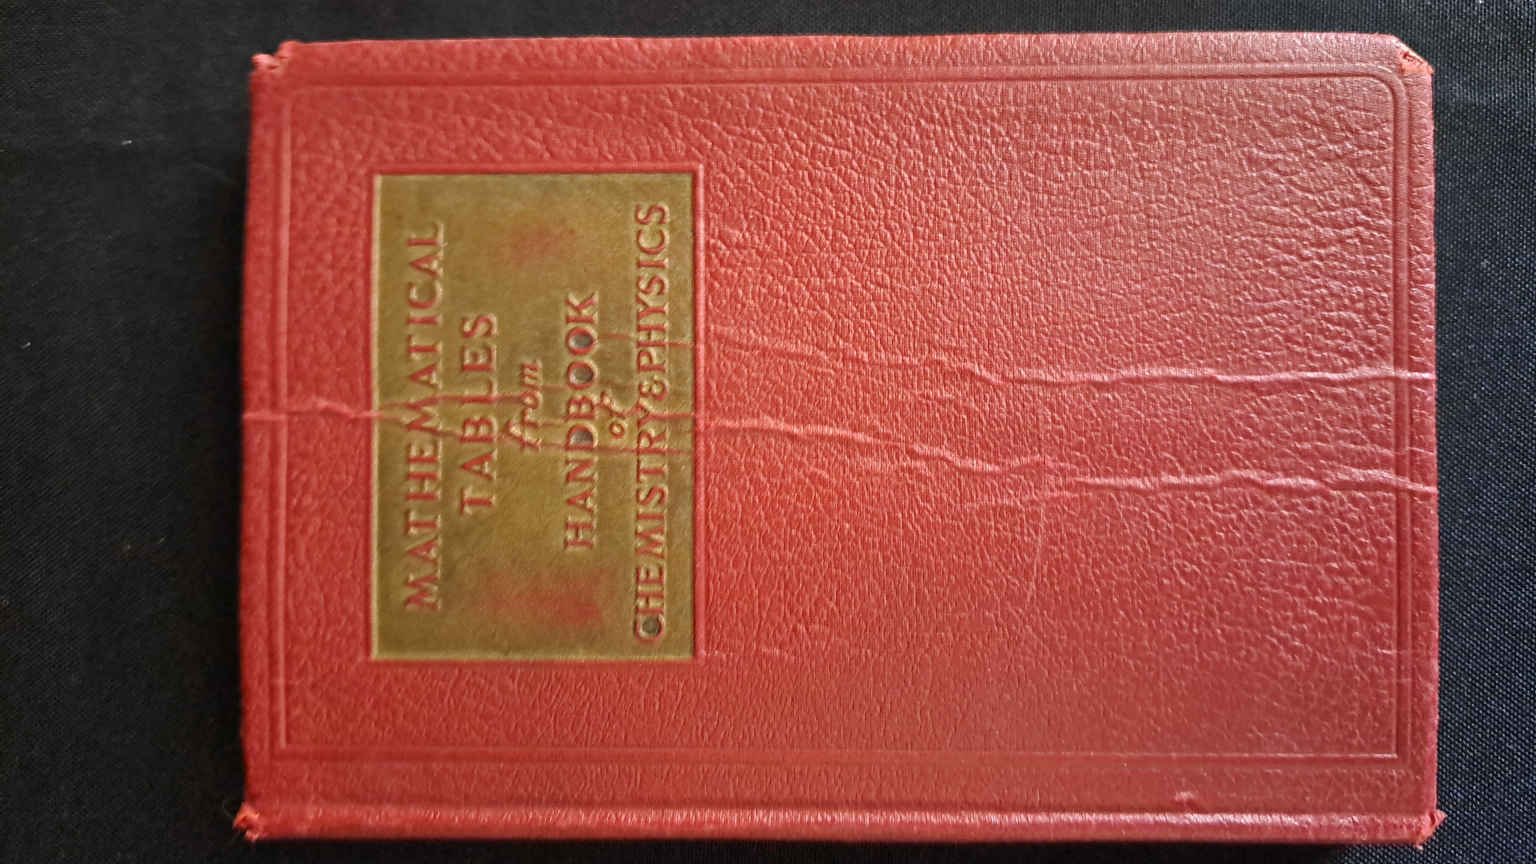 MATHEMATICAL
TABLES
from
HANDBOOK
of
CHEMISTRY & PHYSICS